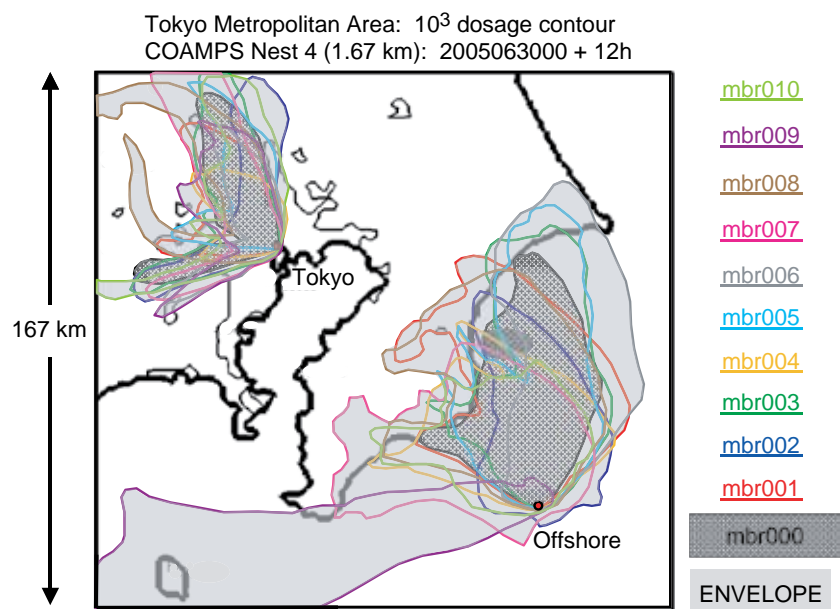 Tokyo Metropolitan Area: 10³ dosage contour
COAMPS Nest 4 (1.67 km): 2005063000 + 12h
mbr010
mbr009
mbr008
mbr007
mbr006
mbr005
mbr004
mbr003
mbr002
mbr001
mbr000
ENVELOPE
167 km
Tokyo
Offshore